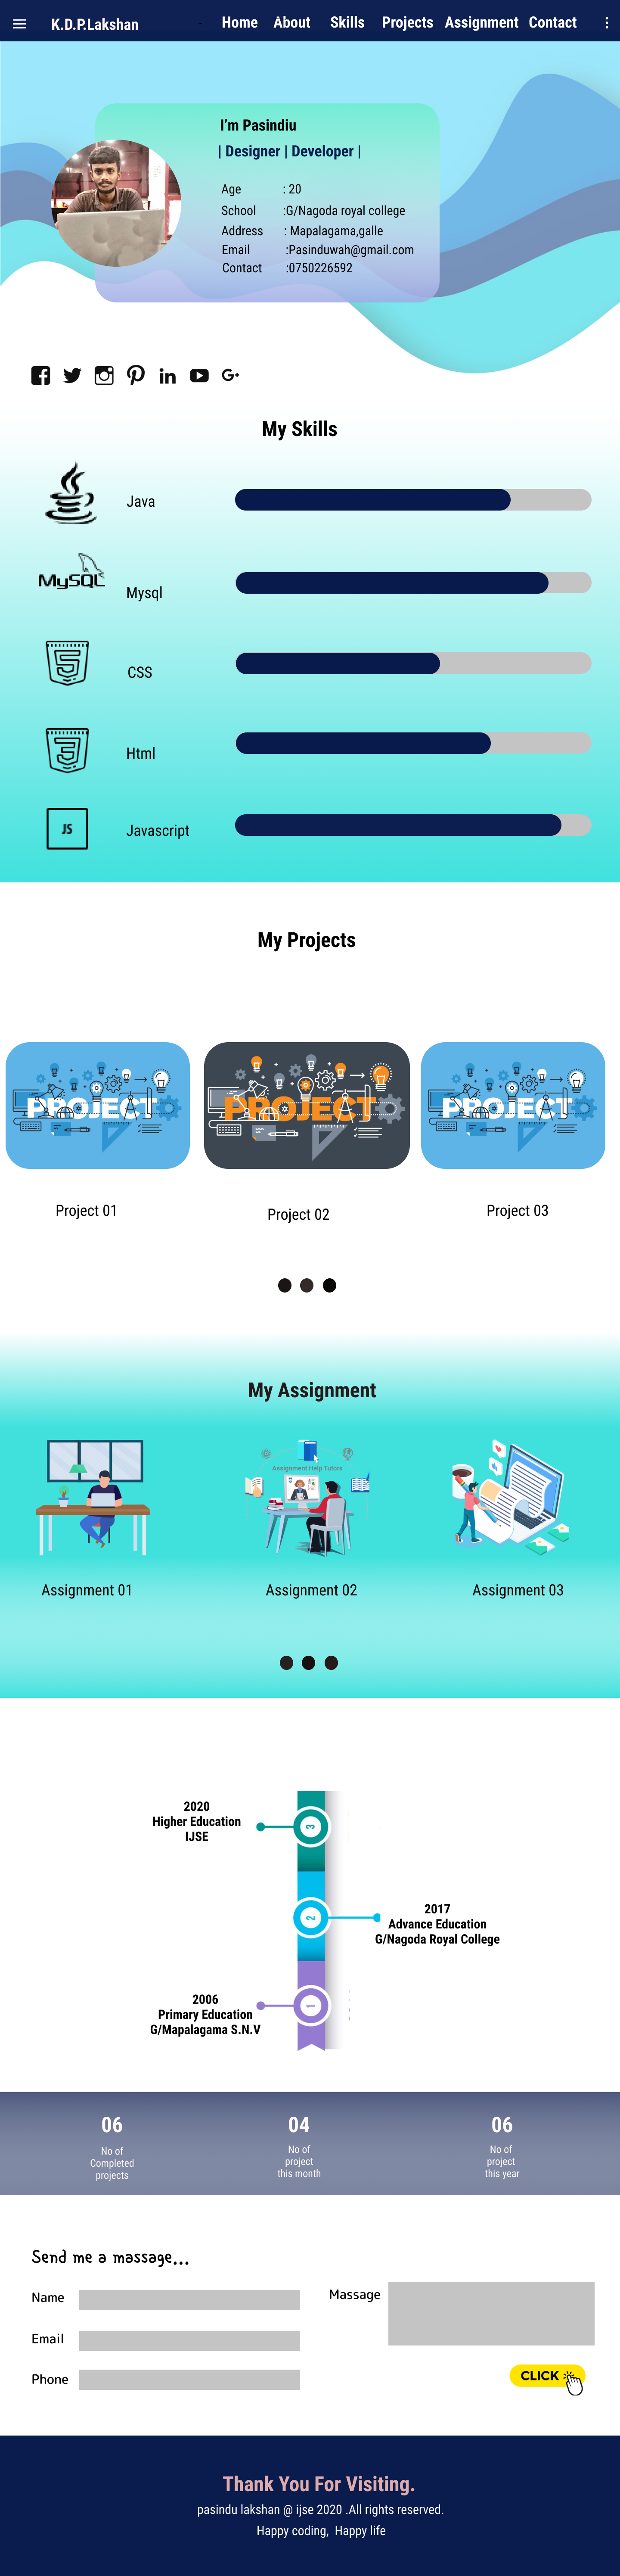 K.D.P.Lakshan
Home About Skills Projects Assignment Contact
I'm Pasindiu
| Designer | Developer |
Age : 20
School :G/Nagoda royal college
Address : Mapalagama,galle
Email :Pasinduwah@gmail.com
Contact :0750226592
My Skills
Java
MySQL
Mysql
5
CSS
3
Html
JS
Javascript
My Projects
PROJECT
PROJECT
PROJECT
Project 01
Project 02
Project 03
My Assignment
Assignment Help Tutors
Assignment 01
Assignment 02
Assignment 03
2020
Higher Education
IJSE
3
2
2017
Advance Education
G/Nagoda Royal College
2006
Primary Education
G/Mapalagama S.N.V
1
06
No of
Completed
projects
04
No of
project
this month
06
No of
project
this year
Send me a massage...
Name
Email
Phone
Massage
CLICK
Thank You For Visiting.
pasindu lakshan @ ijse 2020 .All rights reserved.
Happy coding, Happy life